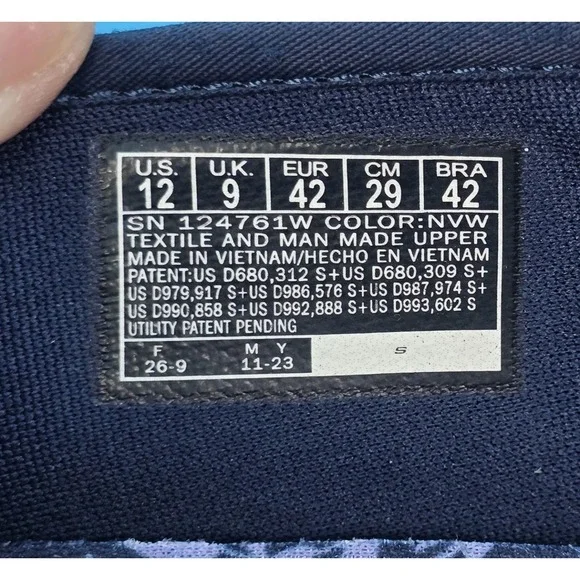 U.S. U.K. EUR CM BRA
12 9 42 29 42
SN 124761W COLOR:NVW
TEXTILE AND MAN MADE UPPER
MADE IN VIETNAM/HECHO EN VIETNAM
PATENT:US D680,312 S+US D680,309 S+
US D979,917 S+US D986,576 S+US D987,974 S+
US D990,858 S+US D992,888 S+US D993,602 S
UTILITY PATENT PENDING
F M Y S
26-9 11-23